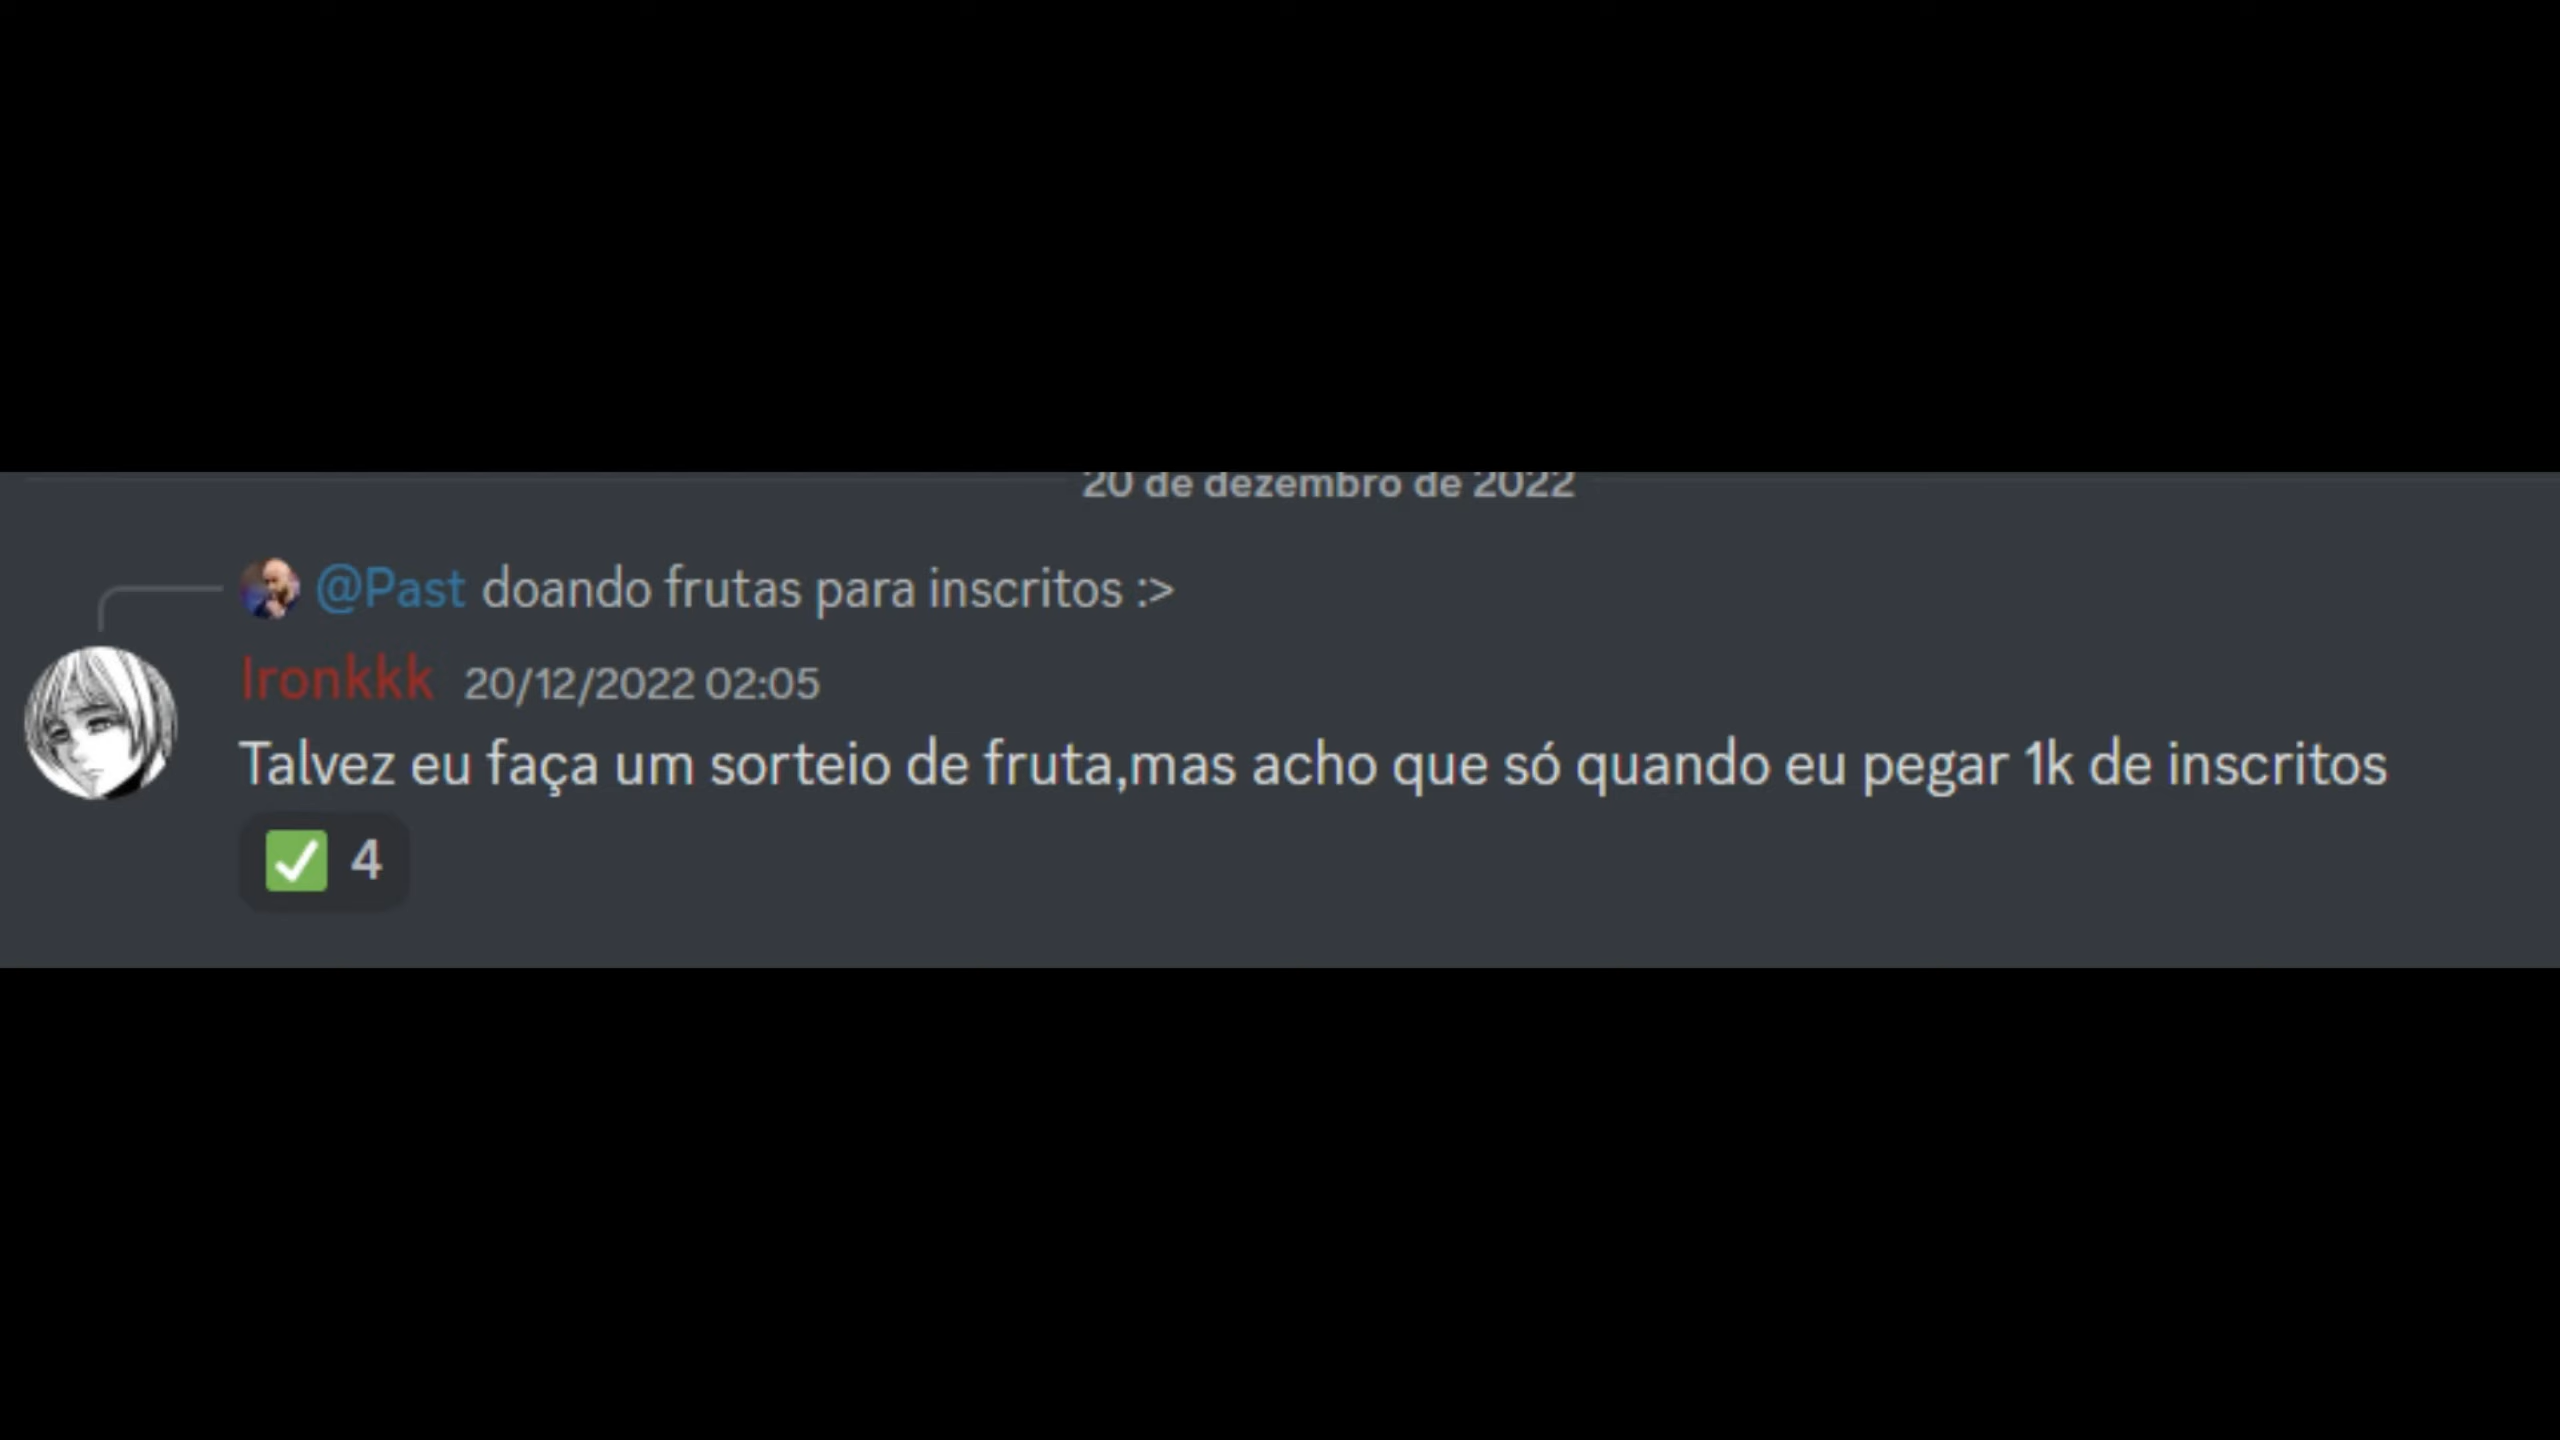 20 de dezembro de 2022
@Past doando frutas para inscritos :>
Ironkkk 20/12/2022 02:05
Talvez eu faça um sorteio de fruta,mas acho que só quando eu pegar 1k de inscritos
✅ 4